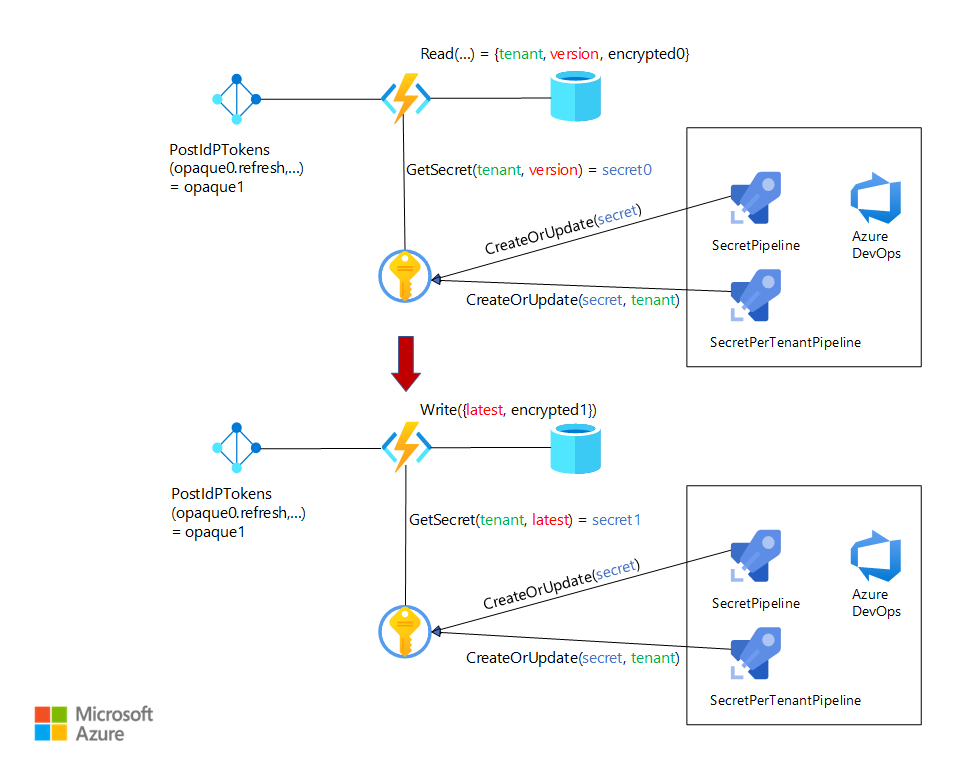 Read(...) = {tenant, version, encrypted0}
PostIdPTokens
(opaque0.refresh,...)
= opaque1
GetSecret(tenant, version) = secret0
CreateOrUpdate(secret)
SecretPipeline
Azure
DevOps
CreateOrUpdate(secret, tenant)
SecretPerTenantPipeline
Write({latest, encrypted1})
PostIdPTokens
(opaque0.refresh,...)
= opaque1
GetSecret(tenant, latest) = secret1
CreateOrUpdate(secret)
SecretPipeline
Azure
DevOps
CreateOrUpdate(secret, tenant)
SecretPerTenantPipeline
Microsoft
Azure